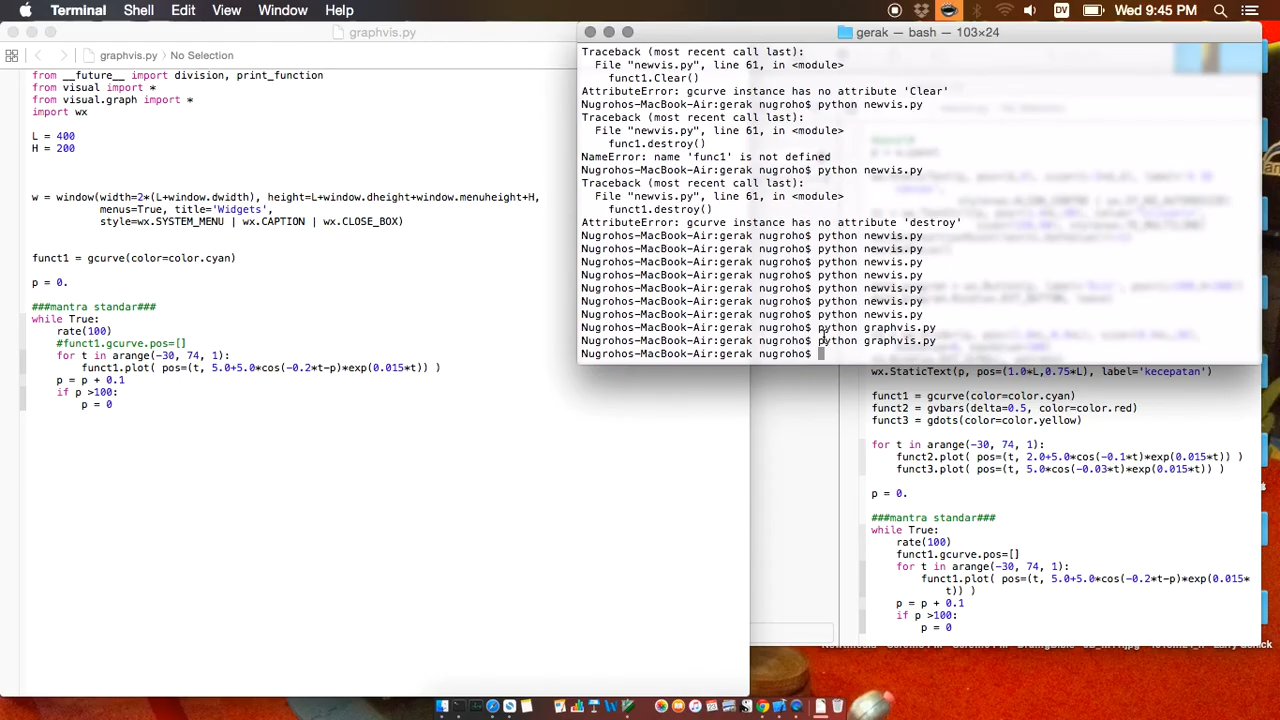 Terminal Shell Edit View Window Help DV Wed 9:45 PM
graphvis.py
graphvis.py › No Selection
from __future__ import division, print_function
from visual import *
from visual.graph import *
import wx
L = 400
H = 200
w = window(width=2*(L+window.dwidth), height=L+window.dheight+window.menuheight+H,
menus=True, title='Widgets',
style=wx.SYSTEM_MENU | wx.CAPTION | wx.CLOSE_BOX)
func1 = gcurve(color=color.cyan)
p = 0.
###mantra standar###
while True:
rate(100)
#funct1.gcurve.pos=[]
for t in arange(-30, 74, 1):
funct1.plot( pos=(t, 5.0+5.0*cos(-0.2*t-p)*exp(0.015*t)) )
p = p + 0.1
if p >100:
p = 0
gerak — bash — 103×24
Traceback (most recent call last):
File "newvis.py", line 61, in <module>
funct1.Clear()
AttributeError: gcurve instance has no attribute 'Clear'
Nugrohos-MacBook-Air:gerak nugroho$ python newvis.py
Traceback (most recent call last):
File "newvis.py", line 61, in <module>
func1.destroy()
NameError: name 'func1' is not defined
Nugrohos-MacBook-Air:gerak nugroho$ python newvis.py
Traceback (most recent call last):
File "newvis.py", line 61, in <module>
funct1.destroy()
AttributeError: gcurve instance has no attribute 'destroy'
Nugrohos-MacBook-Air:gerak nugroho$ python newvis.py
Nugrohos-MacBook-Air:gerak nugroho$ python newvis.py
Nugrohos-MacBook-Air:gerak nugroho$ python newvis.py
Nugrohos-MacBook-Air:gerak nugroho$ python newvis.py
Nugrohos-MacBook-Air:gerak nugroho$ python newvis.py
Nugrohos-MacBook-Air:gerak nugroho$ python newvis.py
Nugrohos-MacBook-Air:gerak nugroho$ python newvis.py
Nugrohos-MacBook-Air:gerak nugroho$ python graphvis.py
Nugrohos-MacBook-Air:gerak nugroho$ python graphvis.py
Nugrohos-MacBook-Air:gerak nugroho$
wx.StaticText(p, pos=(1.0*L,0.75*L), label='kecepatan')
funct1 = gcurve(color=color.cyan)
funct2 = gvbars(delta=0.5, color=color.red)
funct3 = gdots(color=color.yellow)
for t in arange(-30, 74, 1):
funct2.plot( pos=(t, 2.0+5.0*cos(-0.1*t)*exp(0.015*t)) )
funct3.plot( pos=(t, 5.0*cos(-0.03*t)*exp(0.015*t)) )
p = 0.
###mantra standar###
while True:
rate(100)
funct1.gcurve.pos=[]
for t in arange(-30, 74, 1):
funct1.plot( pos=(t, 5.0+5.0*cos(-0.2*t-p)*exp(0.015*
t)) )
p = p + 0.1
if p >100:
p = 0